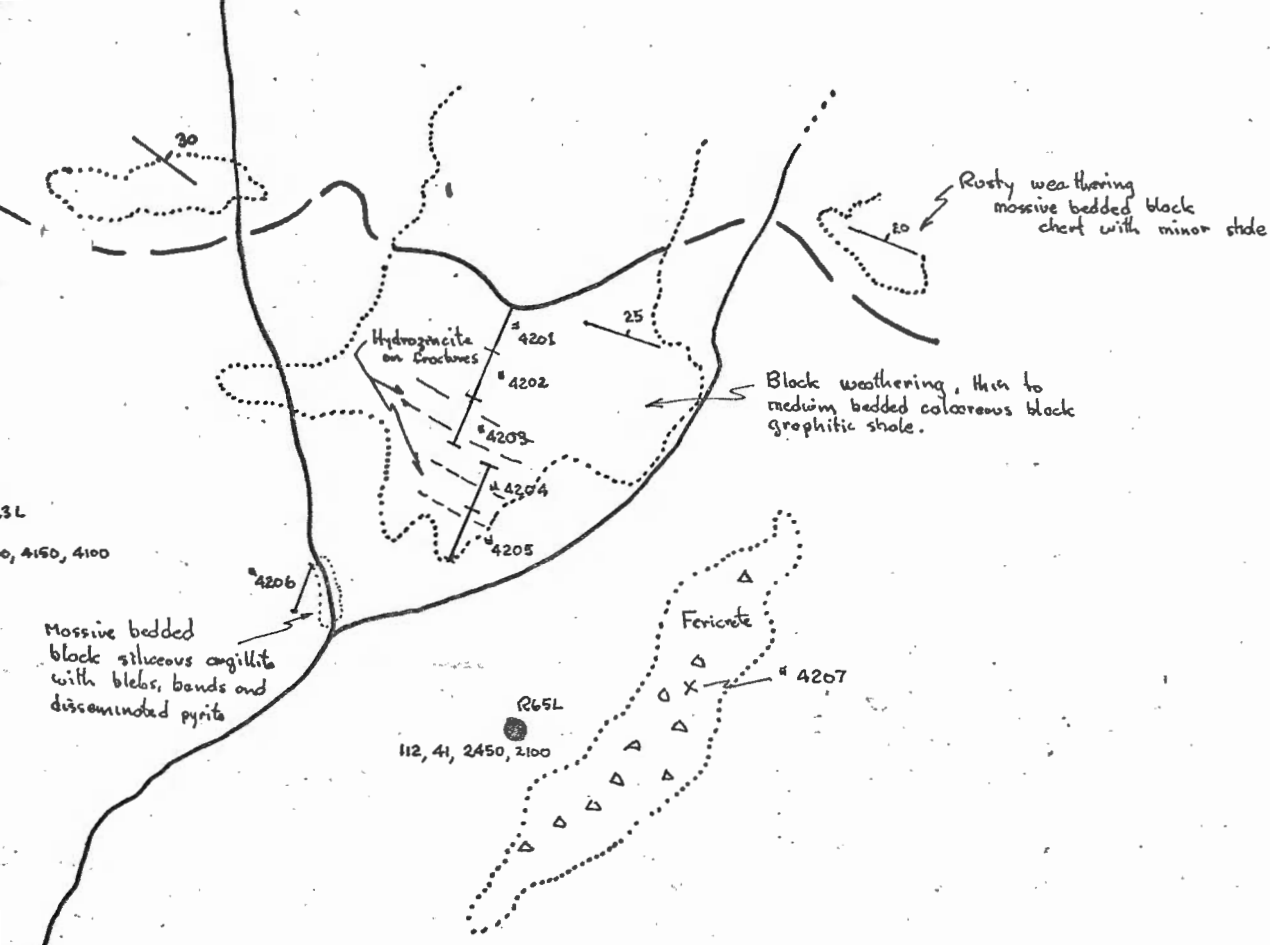 30
Rusty weathering
massive bedded black
chert with minor shale
20
25
Hydrozincite
on fractures
#4201
#4202
#4203
#4204
#4205
Black weathering, thin to
medium bedded calcareous black
graphitic shale.
3L
0, 4150, 4100
#4206
Massive bedded
black siliceous argillite
with blebs, bands and
disseminated pyrite
Fericrete
#4207
R65L
112, 41, 2450, 2100